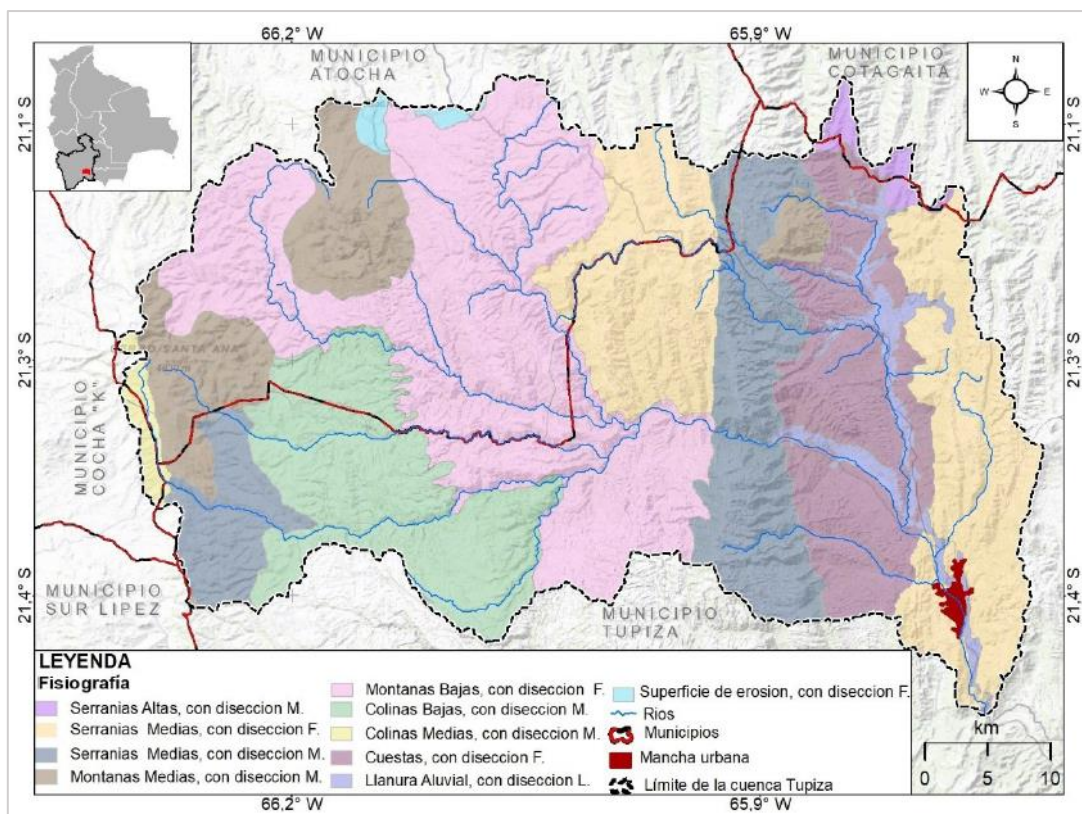 66,2° W
65,9° W
MUNICIPIO
ATOCHA
MUNICIPIO
COTAGAITA
N
W E
S
21,1° S
21,1° S
21,3° S
21,3° S
SANTA ANA
MUNICIPIO
COCHA "K"
21,4° S
21,4° S
MUNICIPIO
SUR LIPEZ
MUNICIPIO
TUPIZA
LEYENDA
Fisiografía
Serranias Altas, con diseccion M.
Serranias Medias, con diseccion F.
Serranias Medias, con diseccion M.
Montanas Medias, con diseccion M.
Montanas Bajas, con diseccion F.
Colinas Bajas, con diseccion M.
Colinas Medias, con diseccion M.
Cuestas, con diseccion F.
Llanura Aluvial, con diseccion L.
Superficie de erosion, con diseccion F.
Rios
Municipios
Mancha urbana
Límite de la cuenca Tupiza
km
0 5 10
66,2° W
65,9° W